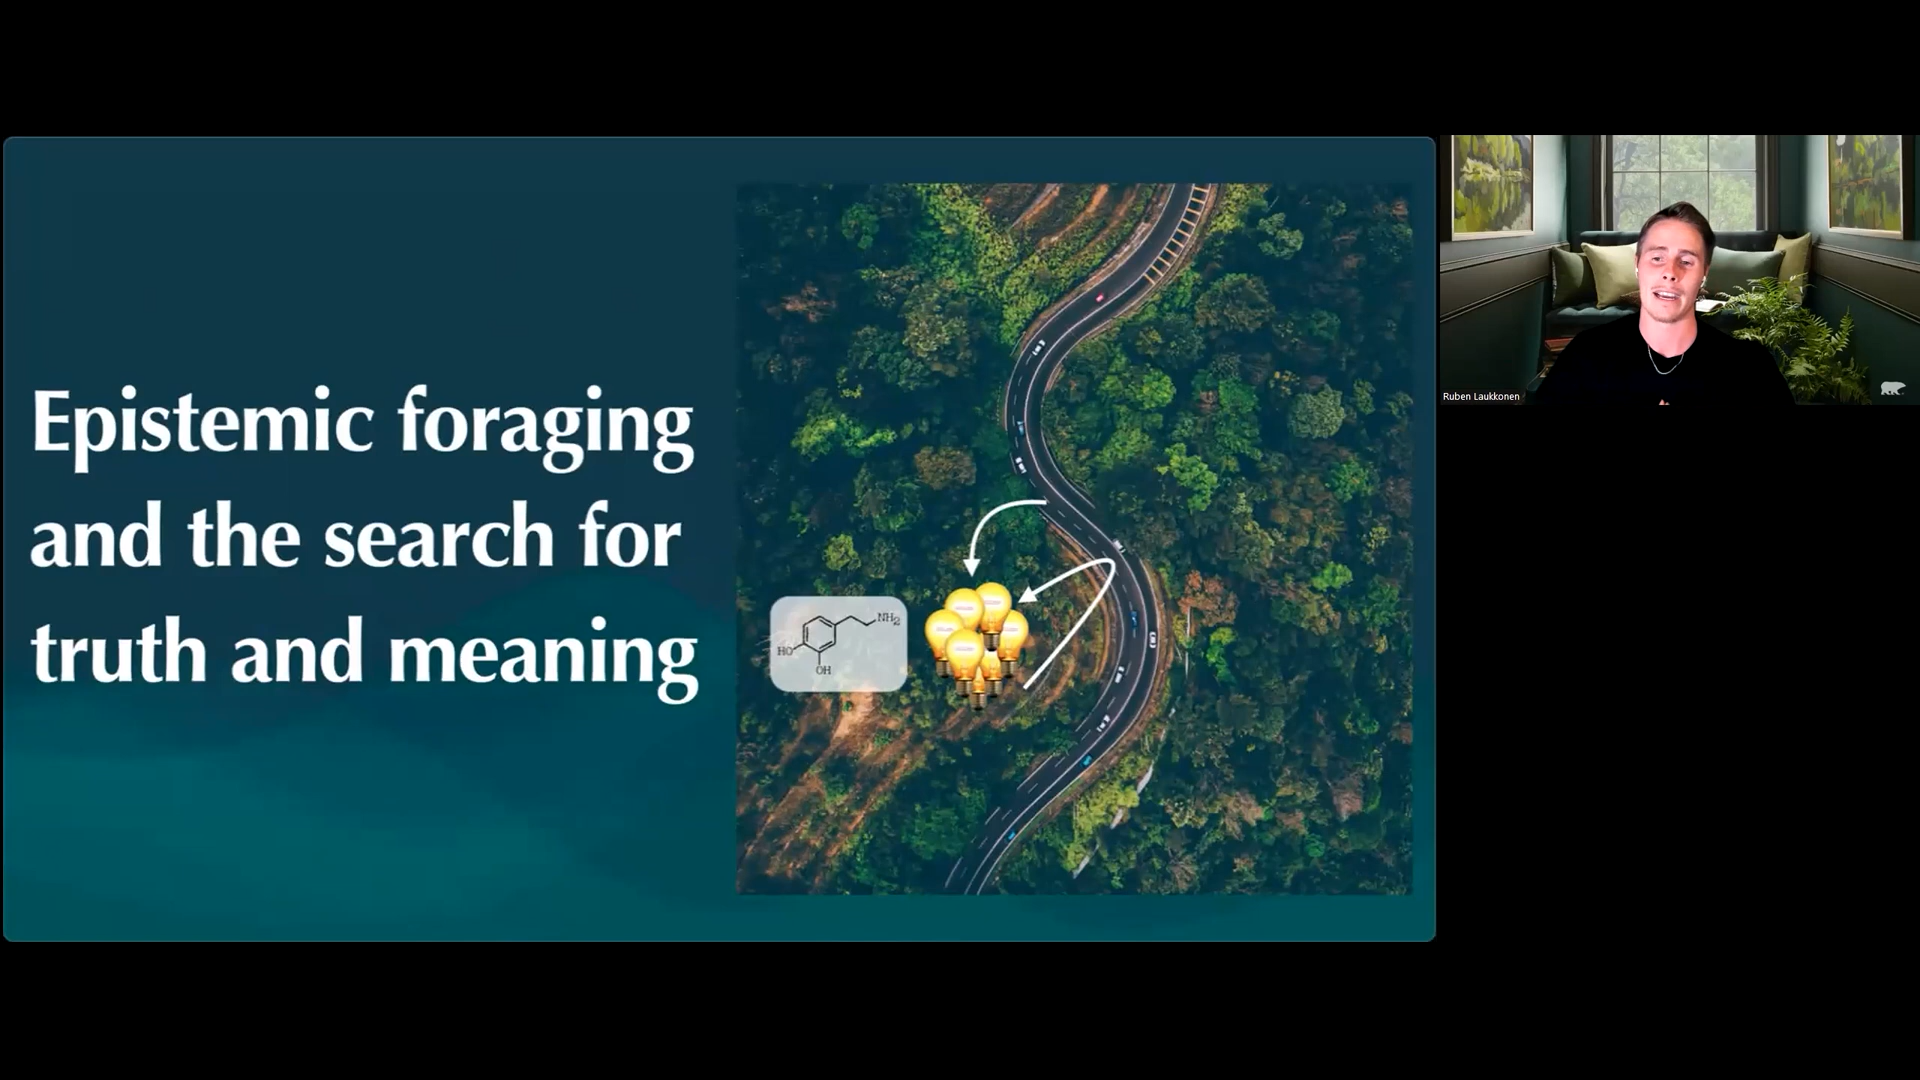 Epistemic foraging
and the search for
truth and meaning
NH2
HO
OH
Ruben Laukkonen